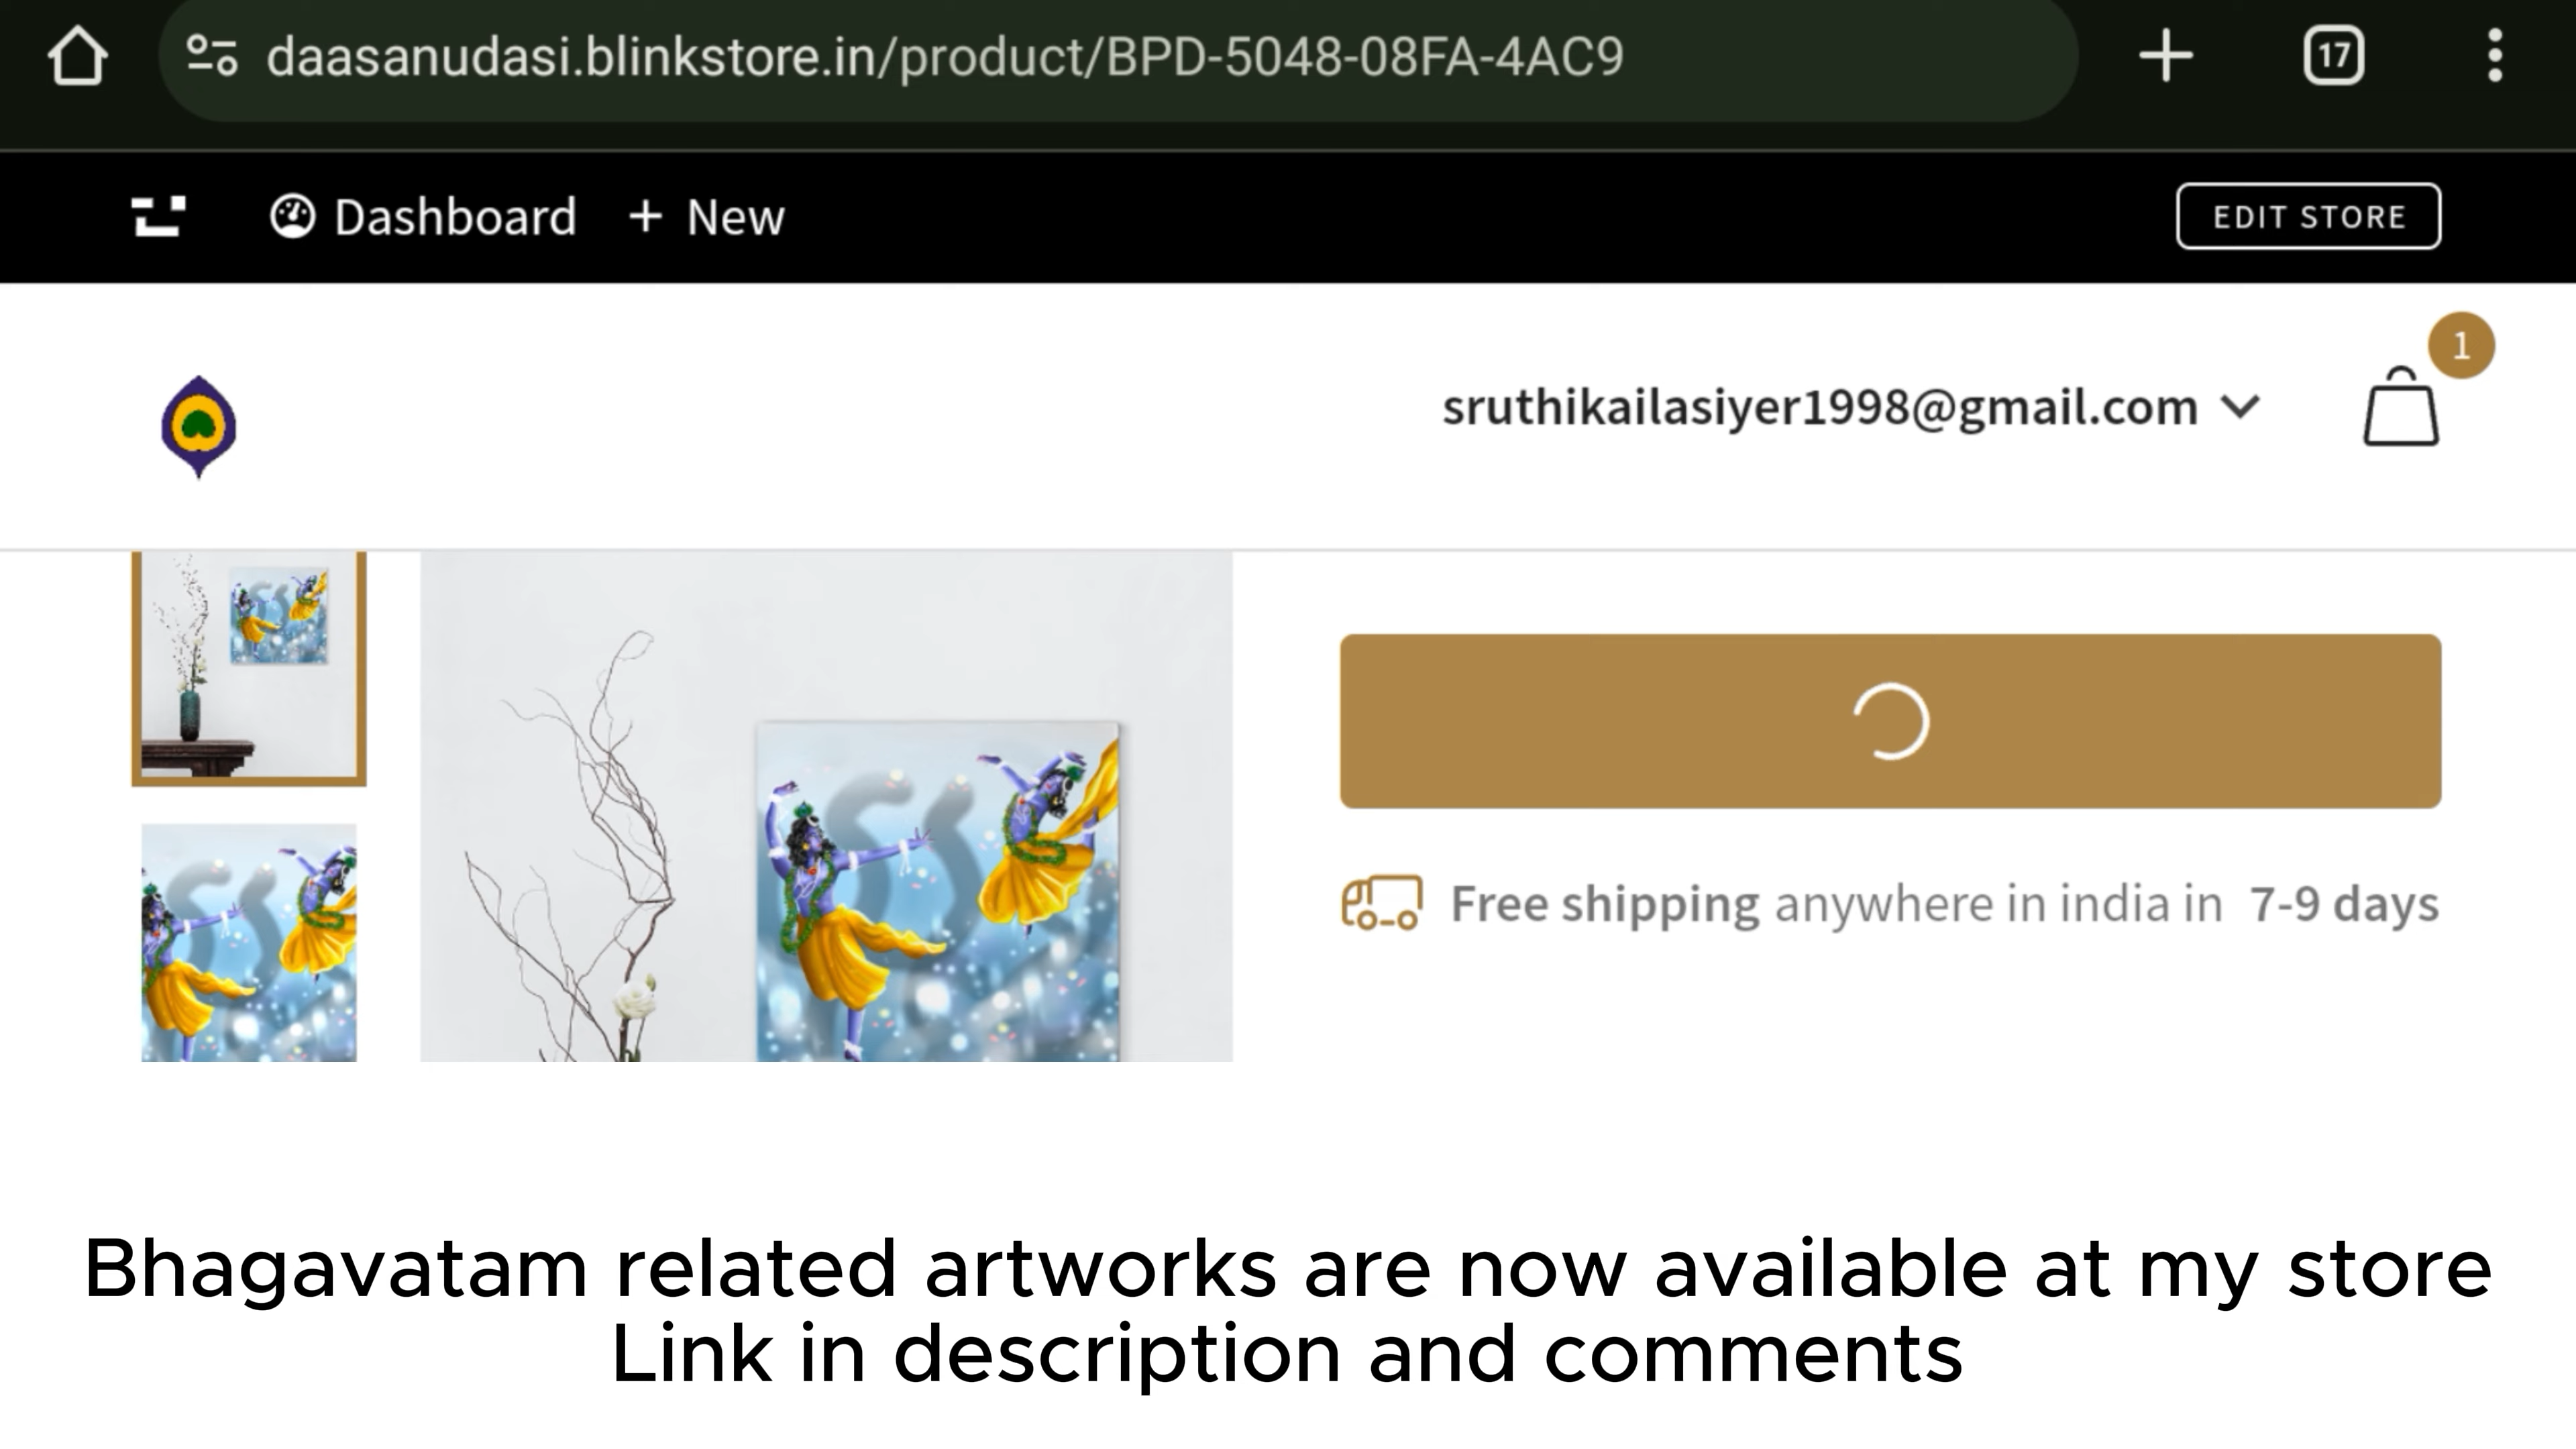 daasanudasi.blinkstore.in/product/BPD-5048-08FA-4AC9
17
Dashboard + New
EDIT STORE
1
sruthikailasiyer1998@gmail.com
Free shipping anywhere in india in 7-9 days
Bhagavatam related artworks are now available at my store
Link in description and comments